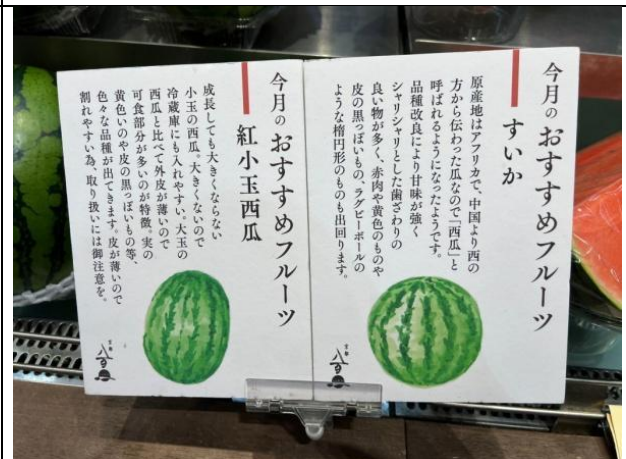 今月の おすすめフルーツ
すいか
原産地はアフリカで、中国より西の
方から伝わった瓜なので「西瓜」と
呼ばれるようになったようです。
品種改良により甘味が強く
シャリシャリとした歯ざわりの
良い物が多く、赤肉や黄色のものや
皮の黒っぽいもの、ラグビーボールの
ような楕円形のものも出回ります。
京都
八百一
今月の おすすめフルーツ
紅小玉西瓜
成長しても大きくならない
小玉の西瓜。大きくないので
冷蔵庫にも入れやすい。大玉の
西瓜と比べて外皮が薄いので
可食部分が多いのが特徴。実の
黄色いのや皮の黒っぽいもの等、
色々な品種が出てきます。皮が薄いので
割れやすい為、取り扱いには御注意を。
京都
八百一